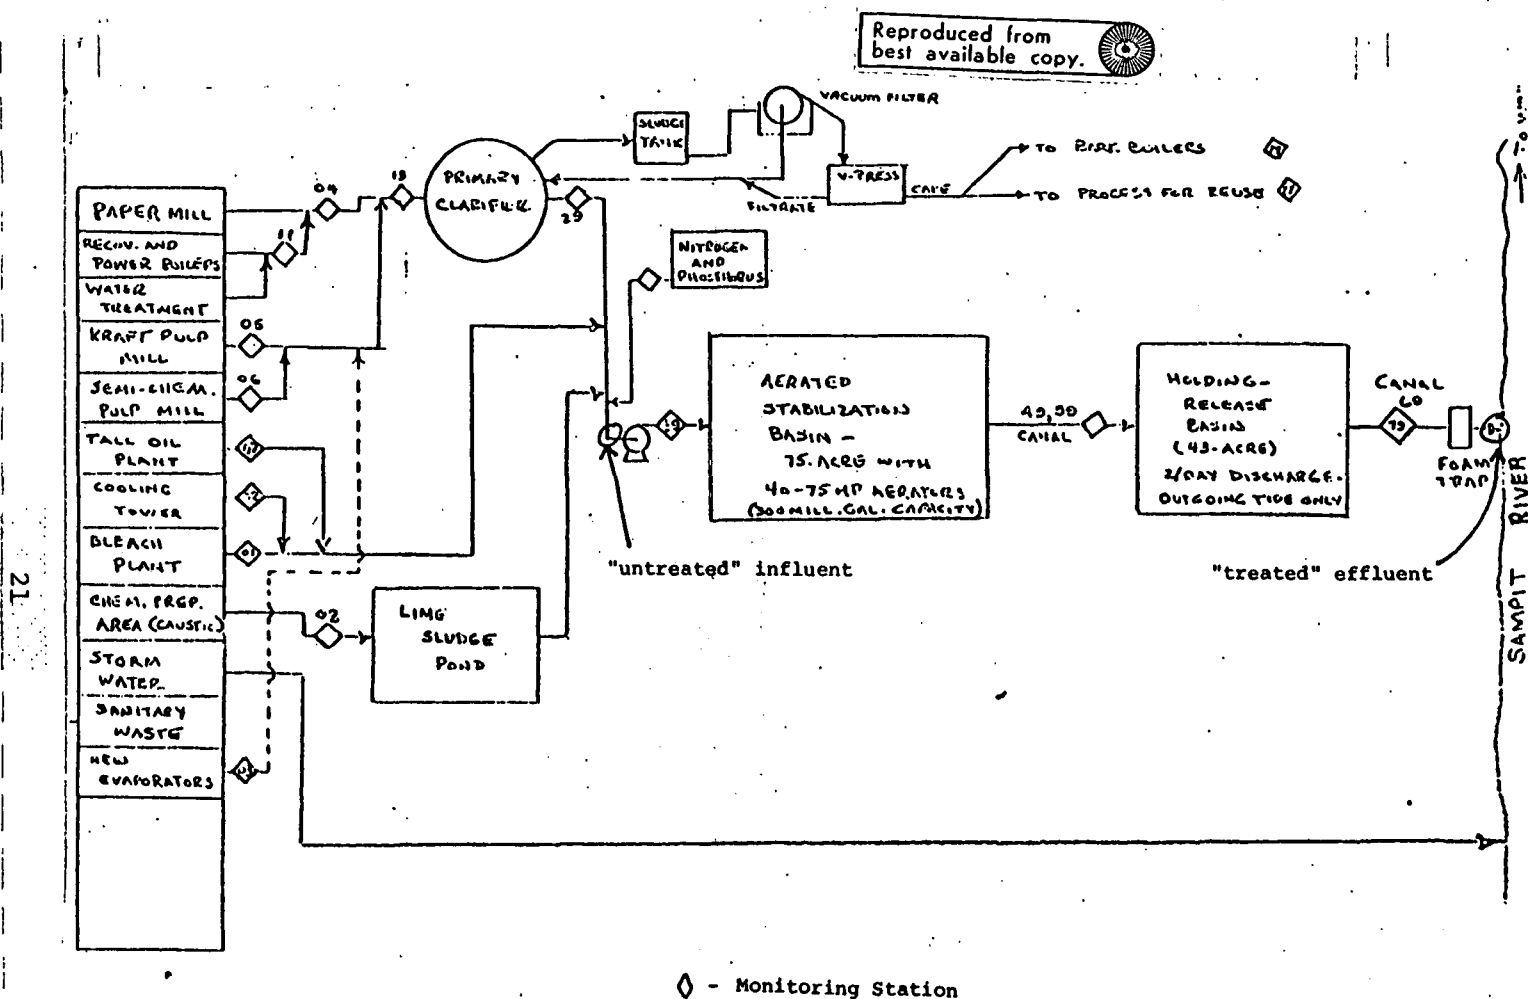 Reproduced from
best available copy.
VACUUM FILTER
SLUDGE
TANK
V-PRESS
CAKE
FILTRATE
TO BARK BOILERS
TO PROCESS FOR REUSE
PRIMARY
19
29
04
11
PAPER MILL
RECOV. AND
POWER BOILERS
WATER
TREATMENT
KRAFT PULP
MILL
05
SEMI-CHEM.
PULP MILL
06
TALL OIL
PLANT
COOLING
TOWER
BLEACH
PLANT
01
CHEM. PREP.
AREA (CAUSTIC)
02
STORM
WATER
SANITARY
WASTE
NEW
EVAPORATORS
LIME
SLUDGE
POND
NITROGEN
AND
PHOSPHORUS
AERATED
STABILIZATION
BASIN -
75-ACRE WITH
40-75 HP AERATORS
(300 MILL. GAL. CAPACITY)
49,59
CANAL
HOLDING-
RELEASE
BASIN
(43-ACRE)
2/DAY DISCHARGE-
OUTGOING TIDE ONLY
CANAL
60
79
FOAM
TRAP
SAMPIT RIVER
"untreated" influent
"treated" effluent
21
- Monitoring Station